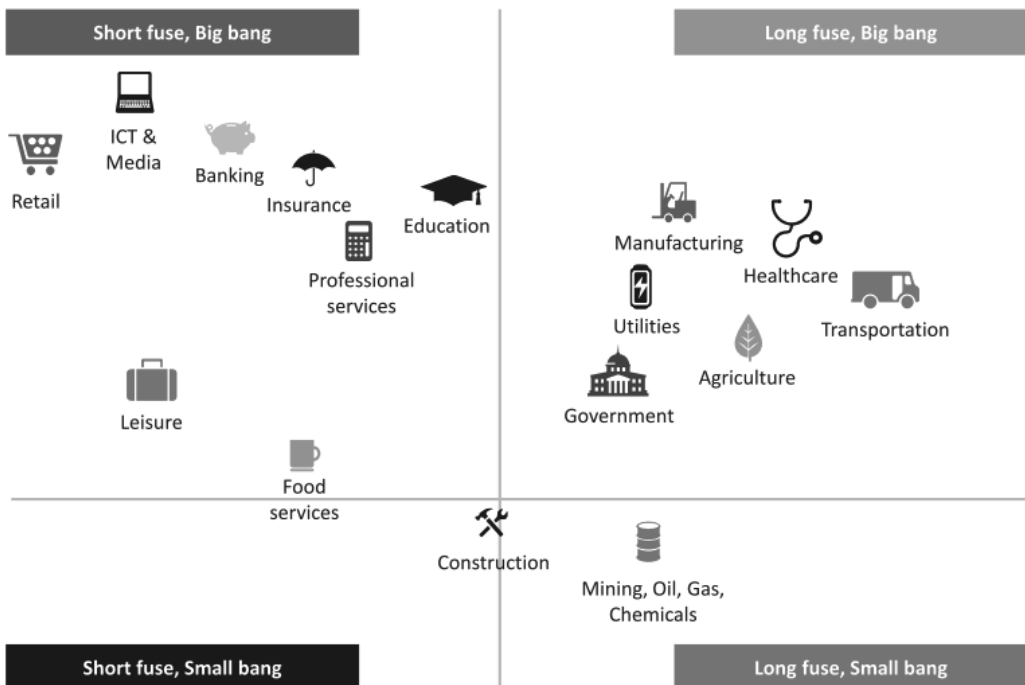 Short fuse, Big bang
Long fuse, Big bang
ICT &
Media
Retail
Banking
Insurance
Education
Professional
services
Manufacturing
Healthcare
Utilities
Transportation
Agriculture
Government
Leisure
Food
services
Construction
Mining, Oil, Gas,
Chemicals
Short fuse, Small bang
Long fuse, Small bang